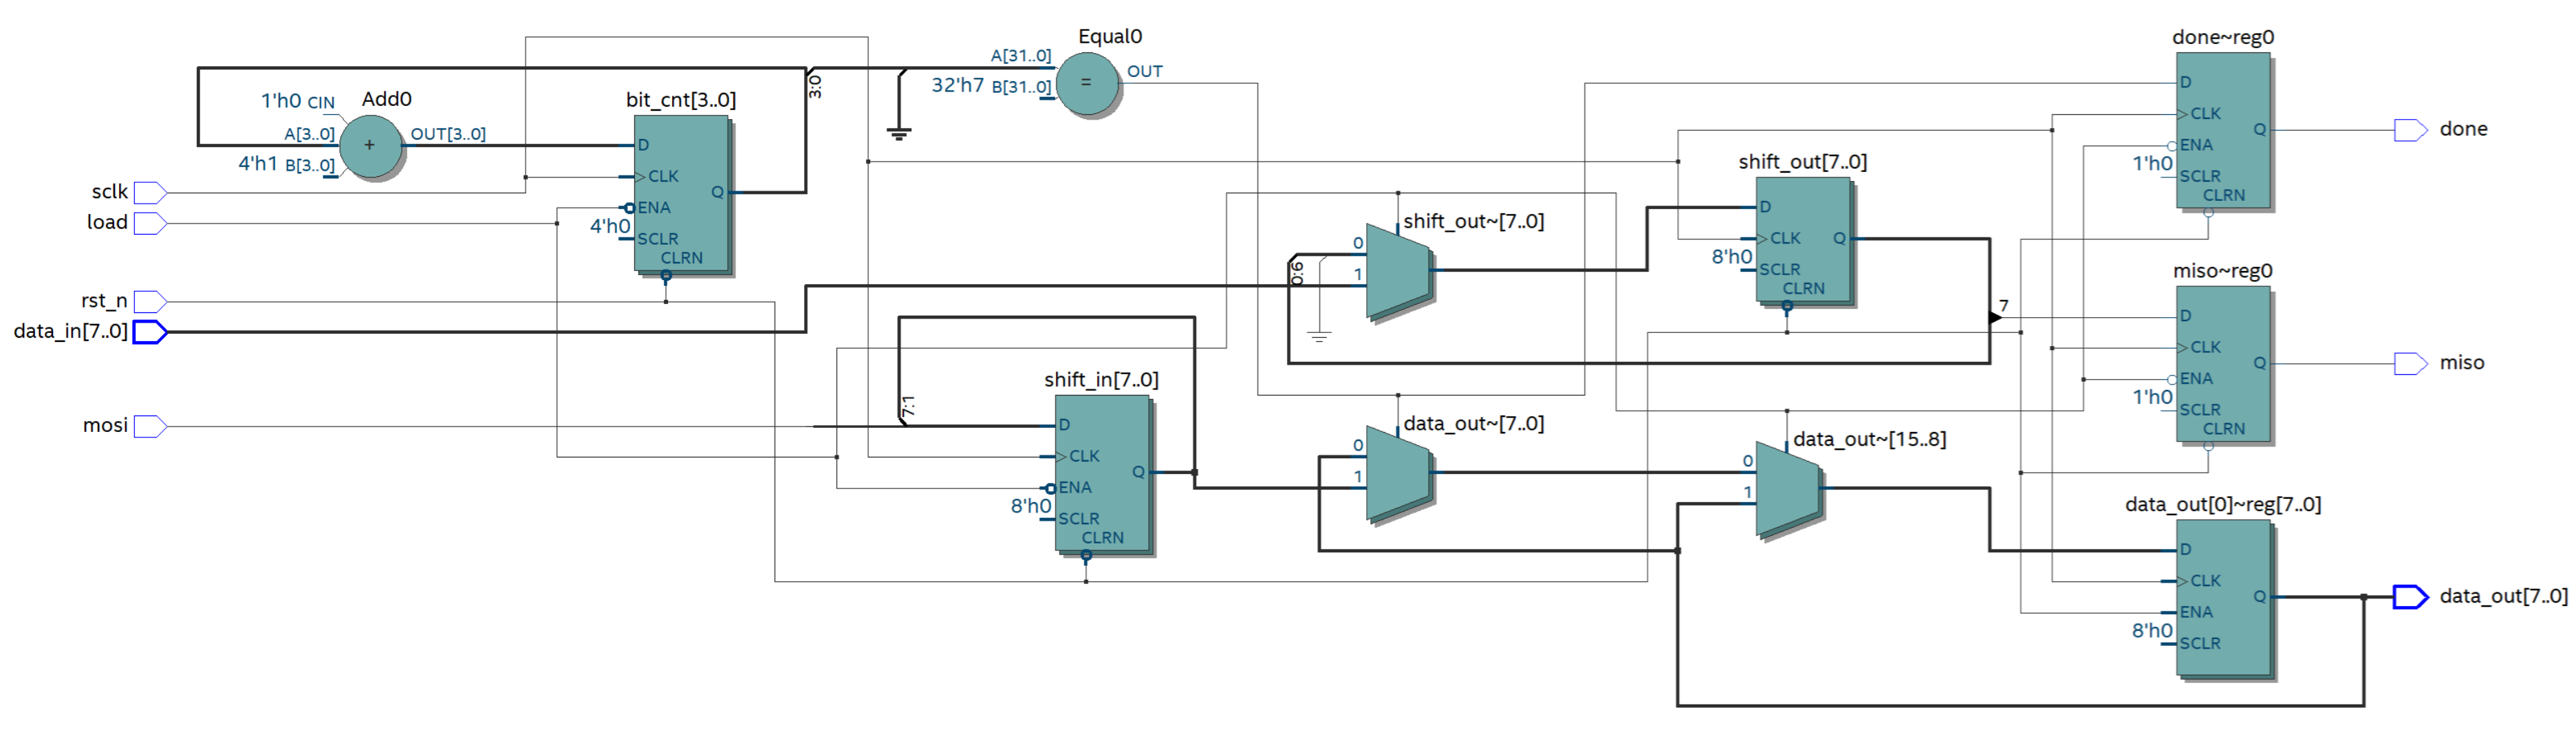 Equal0
A[31..0]
32'h7 B[31..0]
=
OUT
3:0
1'h0 CIN
Add0
A[3..0]
4'h1 B[3..0]
+
OUT[3..0]
bit_cnt[3..0]
D
CLK
ENA
4'h0
SCLR
CLRN
Q
sclk
load
rst_n
data_in[7..0]
mosi
shift_out~[7..0]
0
1
6:0
shift_out[7..0]
D
CLK
8'h0
SCLR
CLRN
Q
7
shift_in[7..0]
7:1
D
CLK
ENA
8'h0
SCLR
CLRN
Q
data_out~[7..0]
0
1
data_out~[15..8]
0
1
done~reg0
D
CLK
ENA
1'h0
SCLR
CLRN
Q
done
miso~reg0
D
CLK
ENA
1'h0
SCLR
CLRN
Q
miso
data_out[0]~reg[7..0]
D
CLK
ENA
8'h0
SCLR
Q
data_out[7..0]